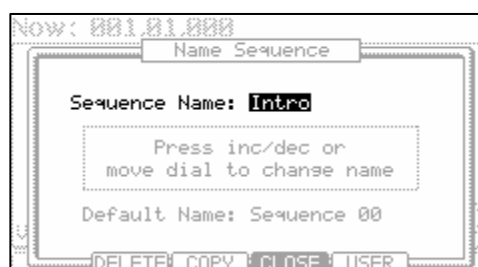 Now: 001.01.000
Name Sequence
Sequence Name: Intro
Press inc/dec or
move dial to change name
Default Name: Sequence 00
DELETE COPY CLOSE USER